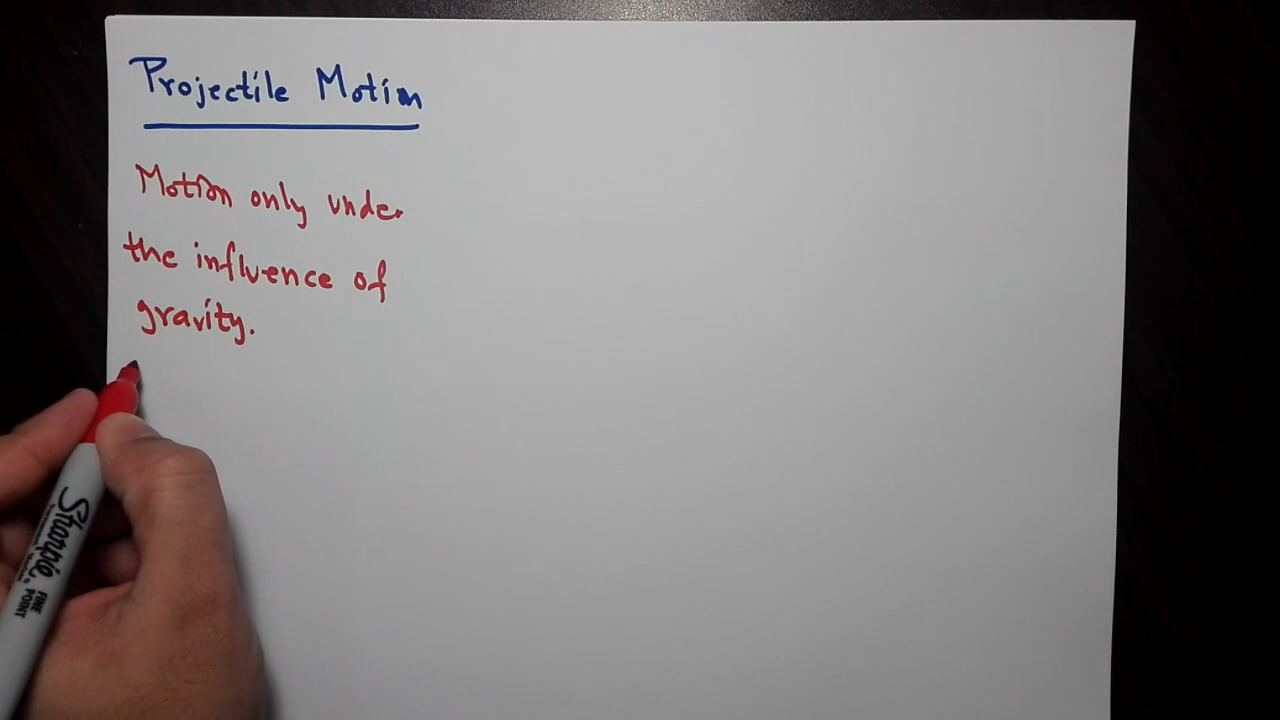 Projectile Motion
Motion only under
the influence of
gravity.
Sharpie
FINE
POINT